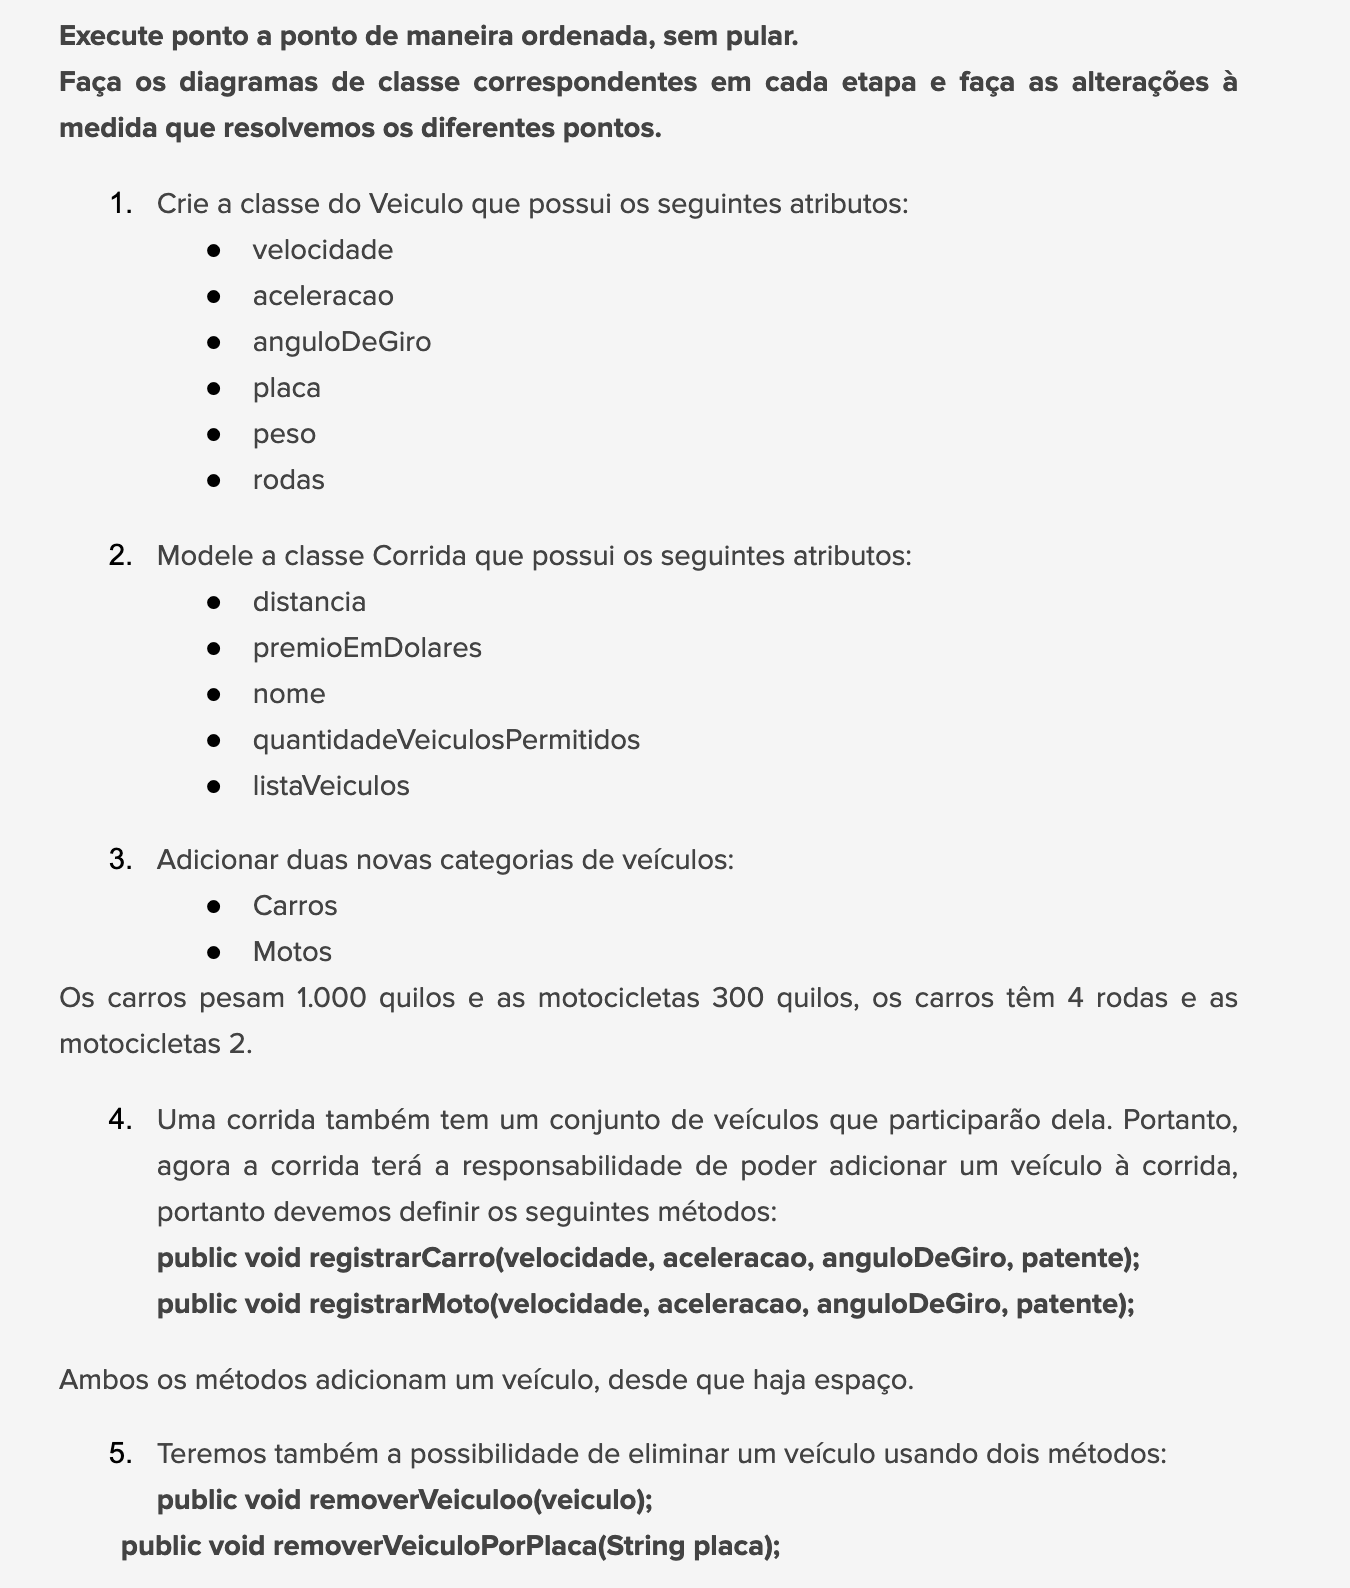 Execute ponto a ponto de maneira ordenada, sem pular.
Faça os diagramas de classe correspondentes em cada etapa e faça as alterações à
medida que resolvemos os diferentes pontos.
1. Crie a classe do Veiculo que possui os seguintes atributos:
● velocidade
● aceleracao
● anguloDeGiro
● placa
● peso
● rodas
2. Modele a classe Corrida que possui os seguintes atributos:
● distancia
● premioEmDolares
● nome
● quantidadeVeiculosPermitidos
● listaVeiculos
3. Adicionar duas novas categorias de veículos:
● Carros
● Motos
Os carros pesam 1.000 quilos e as motocicletas 300 quilos, os carros têm 4 rodas e as
motocicletas 2.
4. Uma corrida também tem um conjunto de veículos que participarão dela. Portanto,
agora a corrida terá a responsabilidade de poder adicionar um veículo à corrida,
portanto devemos definir os seguintes métodos:
public void registrarCarro(velocidade, aceleracao, anguloDeGiro, patente);
public void registrarMoto(velocidade, aceleracao, anguloDeGiro, patente);
Ambos os métodos adicionam um veículo, desde que haja espaço.
5. Teremos também a possibilidade de eliminar um veículo usando dois métodos:
public void removerVeiculoo(veiculo);
public void removerVeiculoPorPlaca(String placa);